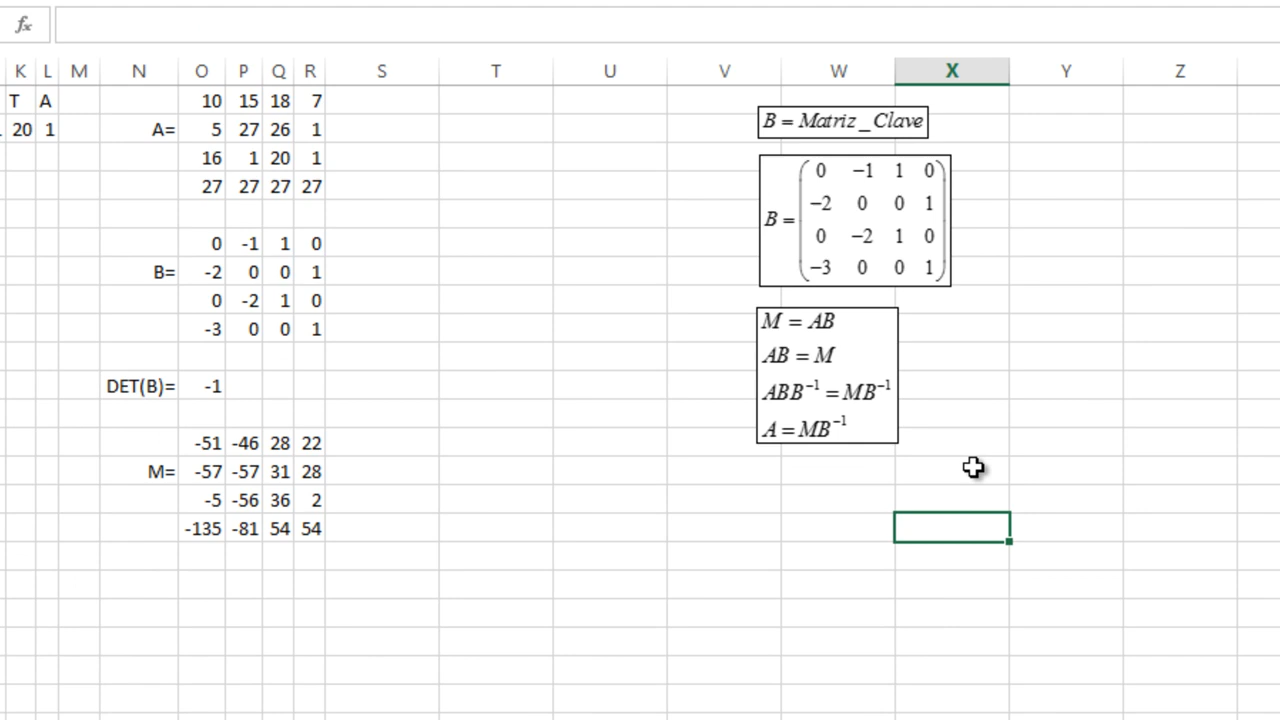 fx
K L M N O P Q R S T U V W X Y Z
T A 10 15 18 7
20 1 A= 5 27 26 1
16 1 20 1
27 27 27 27
0 -1 1 0
B= -2 0 0 1
0 -2 1 0
-3 0 0 1
DET(B)= -1
-51 -46 28 22
M= -57 -57 31 28
-5 -56 36 2
-135 -81 54 54
B = Matriz_Clave
0 −1 1 0
−2 0 0 1
B =
0 −2 1 0
−3 0 0 1
M = AB
AB = M
ABB⁻¹ = MB⁻¹
A = MB⁻¹